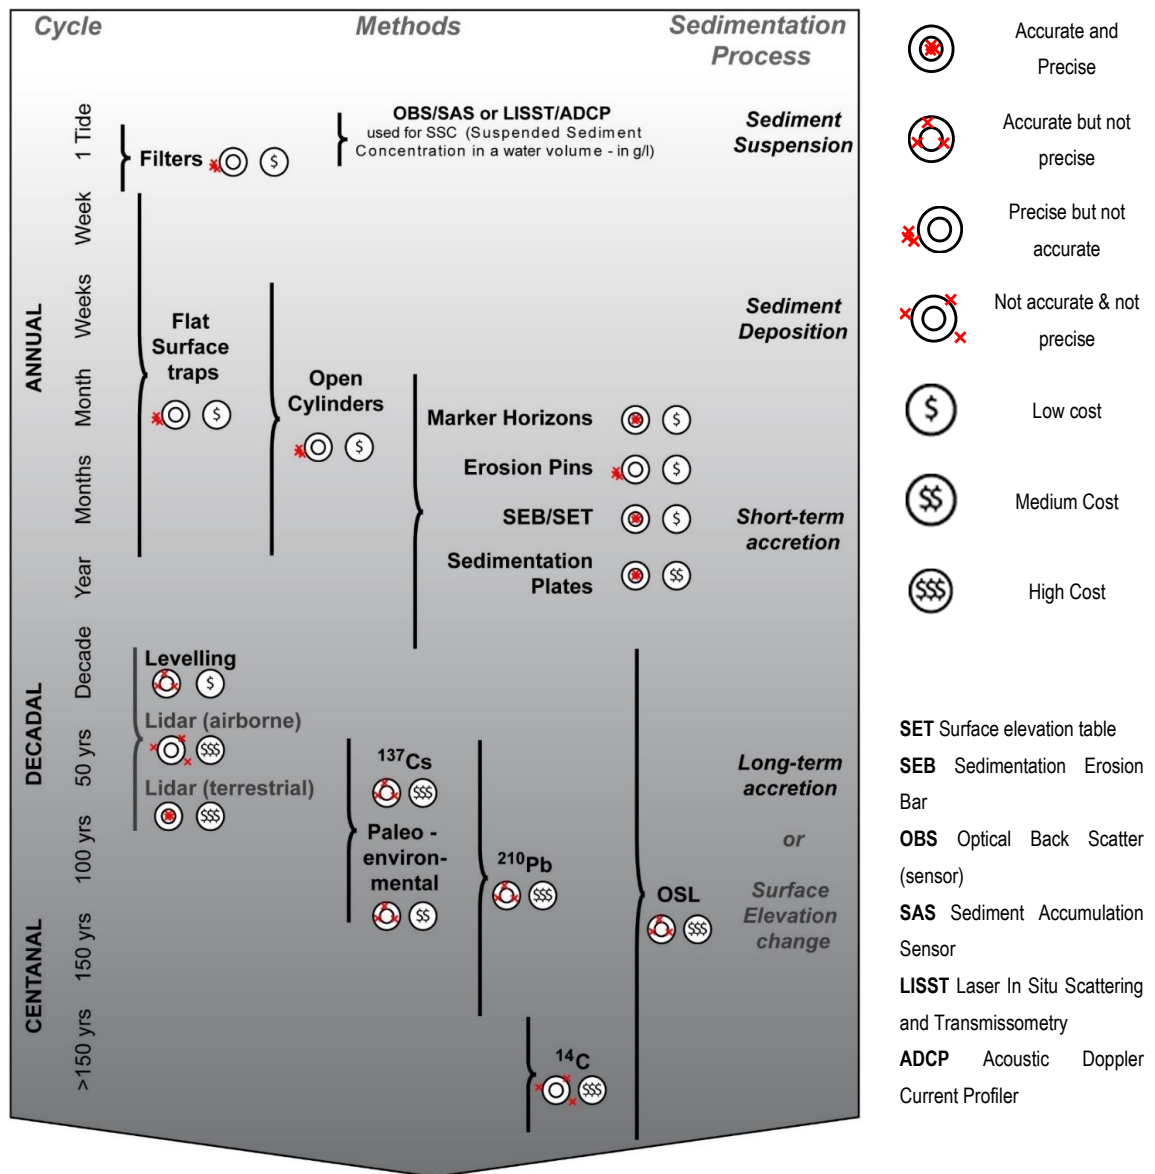 Cycle
Methods
Sedimentation
Process
ANNUAL
DECADAL
CENTANAL
1 Tide
Week
Weeks
Month
Months
Year
Decade
50 yrs
100 yrs
150 yrs
>150 yrs
OBS/SAS or LISST/ADCP
used for SSC (Suspended Sediment
Concentration in a water volume - in g/l)
Filters
$
Flat
Surface
traps
$
Open
Cylinders
$
Marker Horizons
$
Erosion Pins
$
SEB/SET
$
Sedimentation
Plates
$$
Levelling
$
Lidar (airborne)
$$$
Lidar (terrestrial)
$$$
137Cs
$$$
Paleo -
environ-
mental
$$
210Pb
$$$
OSL
$$$
14C
$$$
Sediment
Suspension
Sediment
Deposition
Short-term
accretion
Long-term
accretion
or
Surface
Elevation
change
Accurate and
Precise
Accurate but not
precise
Precise but not
accurate
Not accurate & not
precise
$
Low cost
$$
Medium Cost
$$$
High Cost
SET Surface elevation table
SEB Sedimentation Erosion
Bar
OBS Optical Back Scatter
(sensor)
SAS Sediment Accumulation
Sensor
LISST Laser In Situ Scattering
and Transmissometry
ADCP Acoustic Doppler
Current Profiler